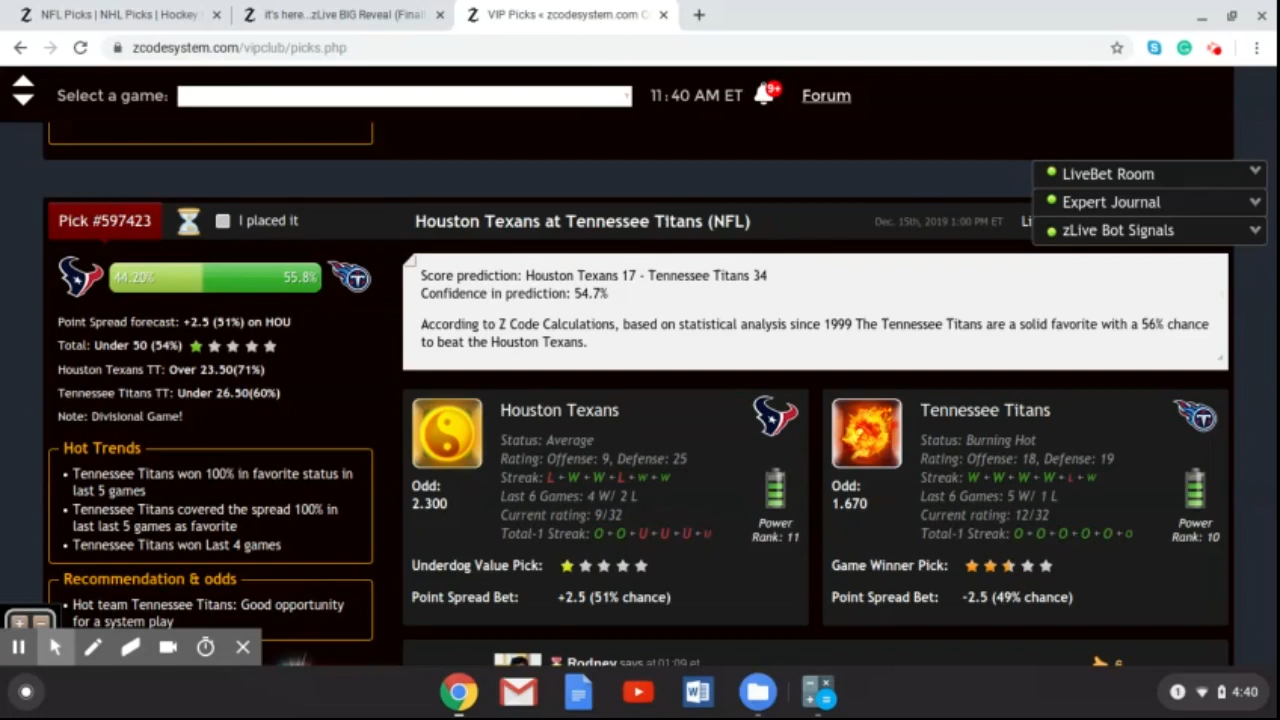 NFL Picks | NHL Picks | Hockey
it's here...zLive BIG Reveal (Final
VIP Picks « zcodesystem.com
zcodesystem.com/vipclub/picks.php
Select a game:
11:40 AM ET
9+
Forum
LiveBet Room
Expert Journal
zLive Bot Signals
Pick #597423
I placed it
Houston Texans at Tennessee Titans (NFL)
Dec. 15th, 2019 1:00 PM ET
Li
44.20%
55.8%
Point Spread forecast: +2.5 (51%) on HOU
Total: Under 50 (54%)
Houston Texans TT: Over 23.50(71%)
Tennessee Titans TT: Under 26.50(60%)
Note: Divisional Game!
Hot Trends
• Tennessee Titans won 100% in favorite status in
last 5 games
• Tennessee Titans covered the spread 100% in
last last 5 games as favorite
• Tennessee Titans won Last 4 games
Recommendation & odds
• Hot team Tennessee Titans: Good opportunity
for a system play
Score prediction: Houston Texans 17 - Tennessee Titans 34
Confidence in prediction: 54.7%
According to Z Code Calculations, based on statistical analysis since 1999 The Tennessee Titans are a solid favorite with a 56% chance
to beat the Houston Texans.
Houston Texans
Status: Average
Rating: Offense: 9, Defense: 25
Streak: L + W + W + L + w + w
Last 6 Games: 4 W/ 2 L
Current rating: 9/32
Total-1 Streak: O + O + U + U + U + u
Odd:
2.300
Power
Rank: 11
Underdog Value Pick:
Point Spread Bet:
+2.5 (51% chance)
Tennessee Titans
Status: Burning Hot
Rating: Offense: 18, Defense: 19
Streak: W + W + W + W + L + w
Last 6 Games: 5 W/ 1 L
Current rating: 12/32
Total-1 Streak: O + O + O + O + O + o
Odd:
1.670
Power
Rank: 10
Game Winner Pick:
Point Spread Bet:
-2.5 (49% chance)
Rodney says at 01:09 et
6
4:40